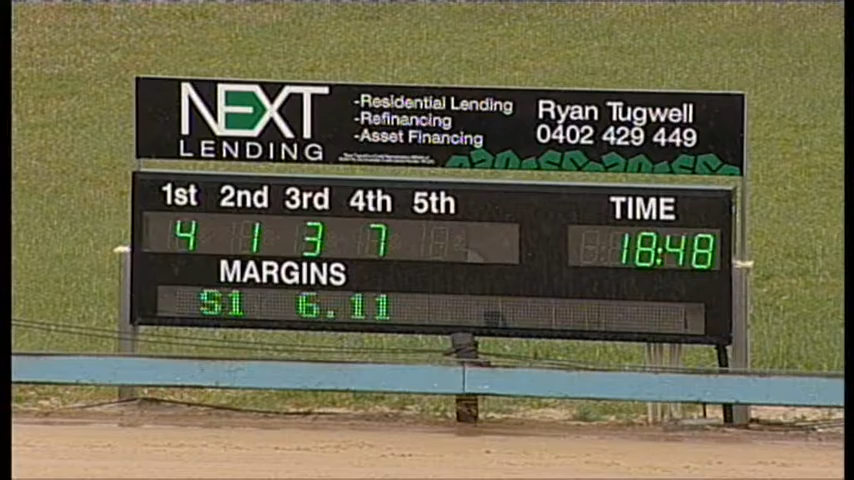 NEXT
LENDING
-Residential Lending
-Refinancing
-Asset Financing
Ryan Tugwell
0402 429 449
1st 2nd 3rd 4th 5th
4 1 3 7
TIME
18:48
MARGINS
S1 6.11